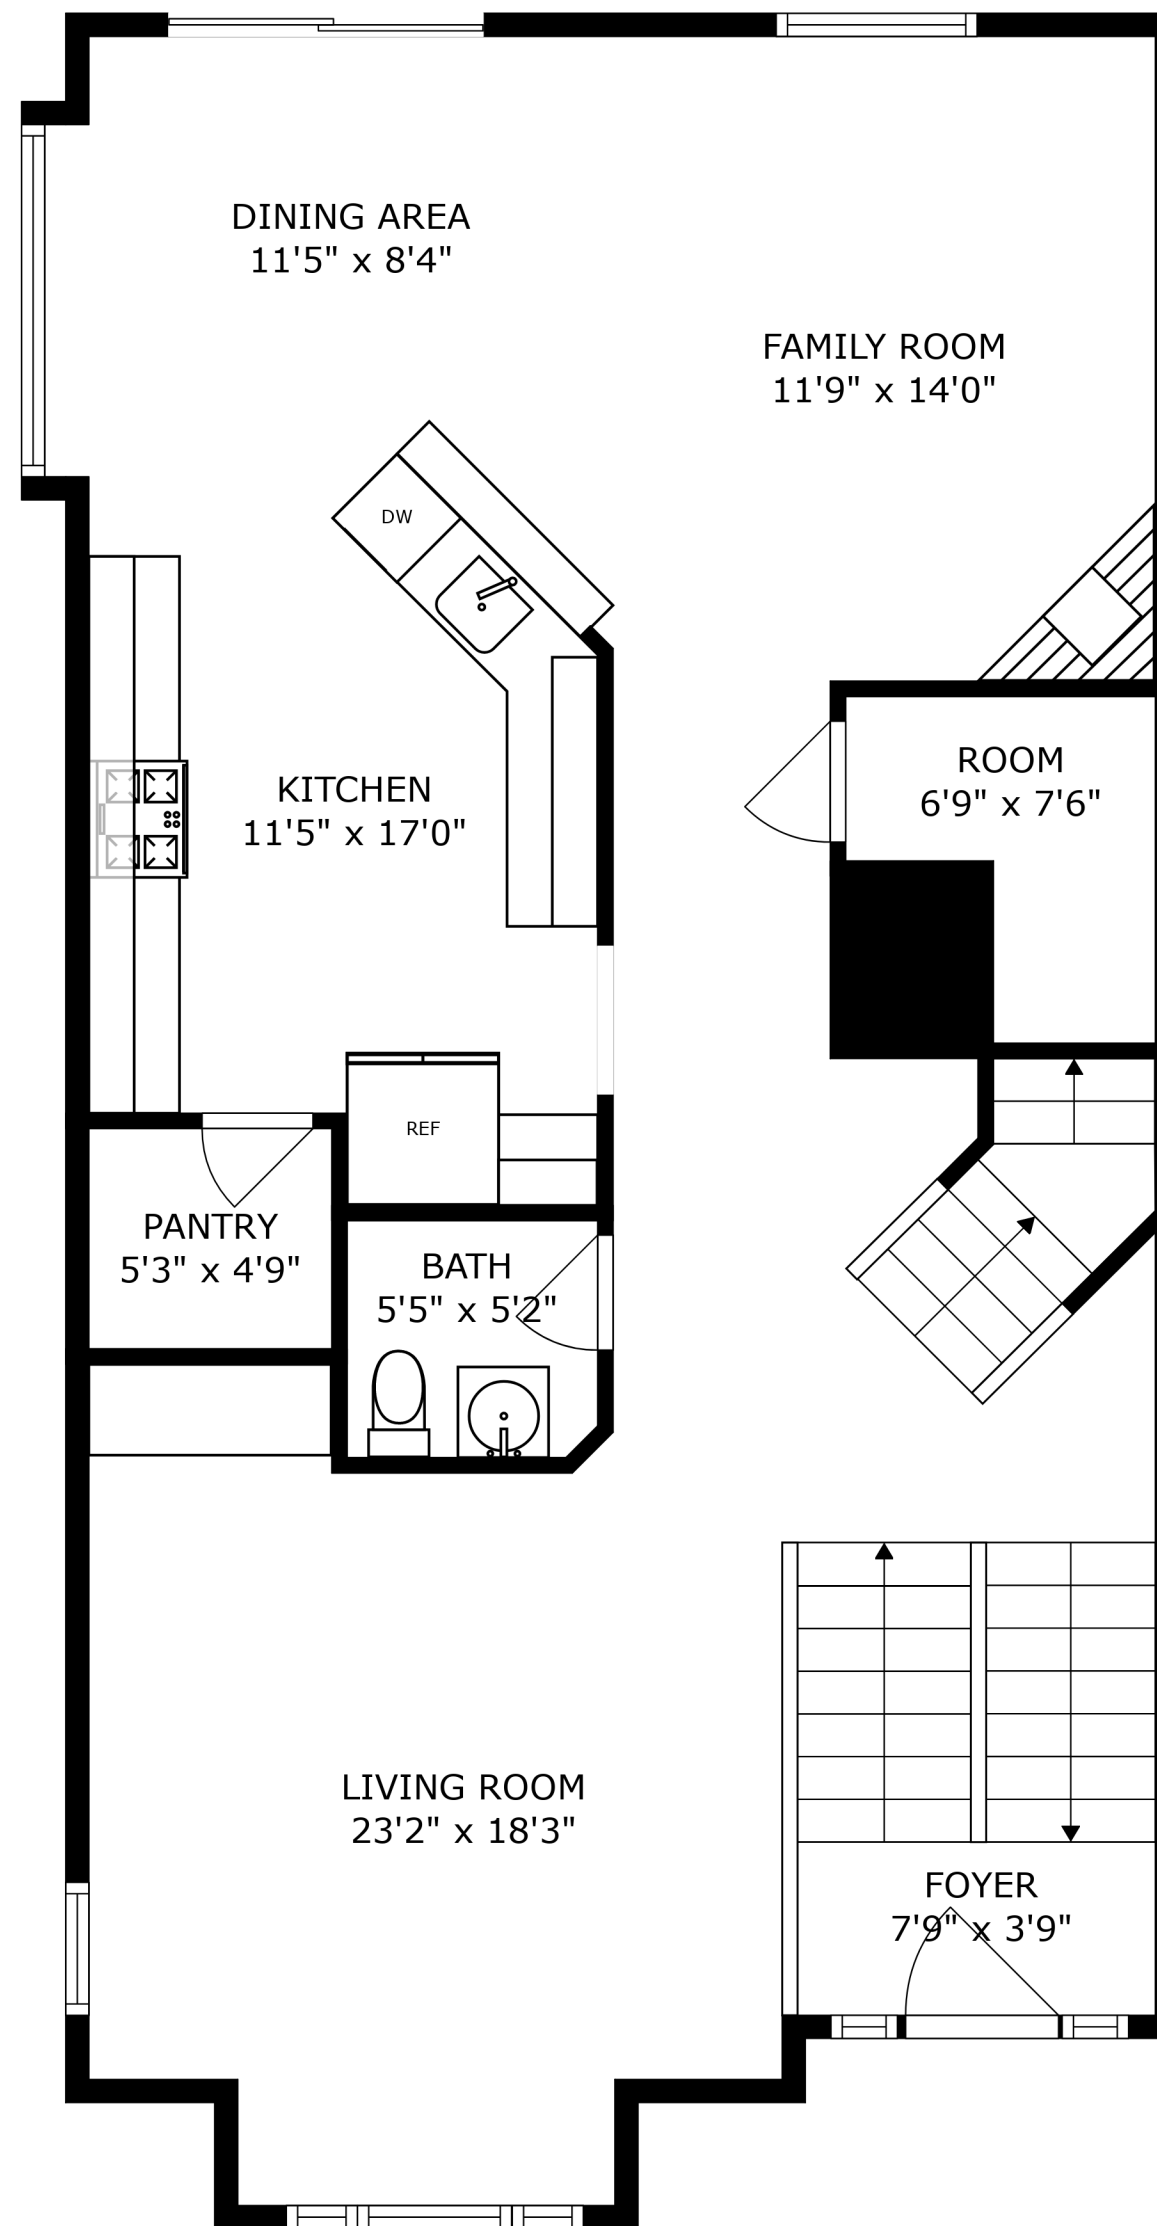 DINING AREA
11'5" x 8'4"
FAMILY ROOM
11'9" x 14'0"
DW
ROOM
6'9" x 7'6"
KITCHEN
11'5" x 17'0"
REF
PANTRY
5'3" x 4'9"
BATH
5'5" x 5'2"
LIVING ROOM
23'2" x 18'3"
FOYER
7'9" x 3'9"